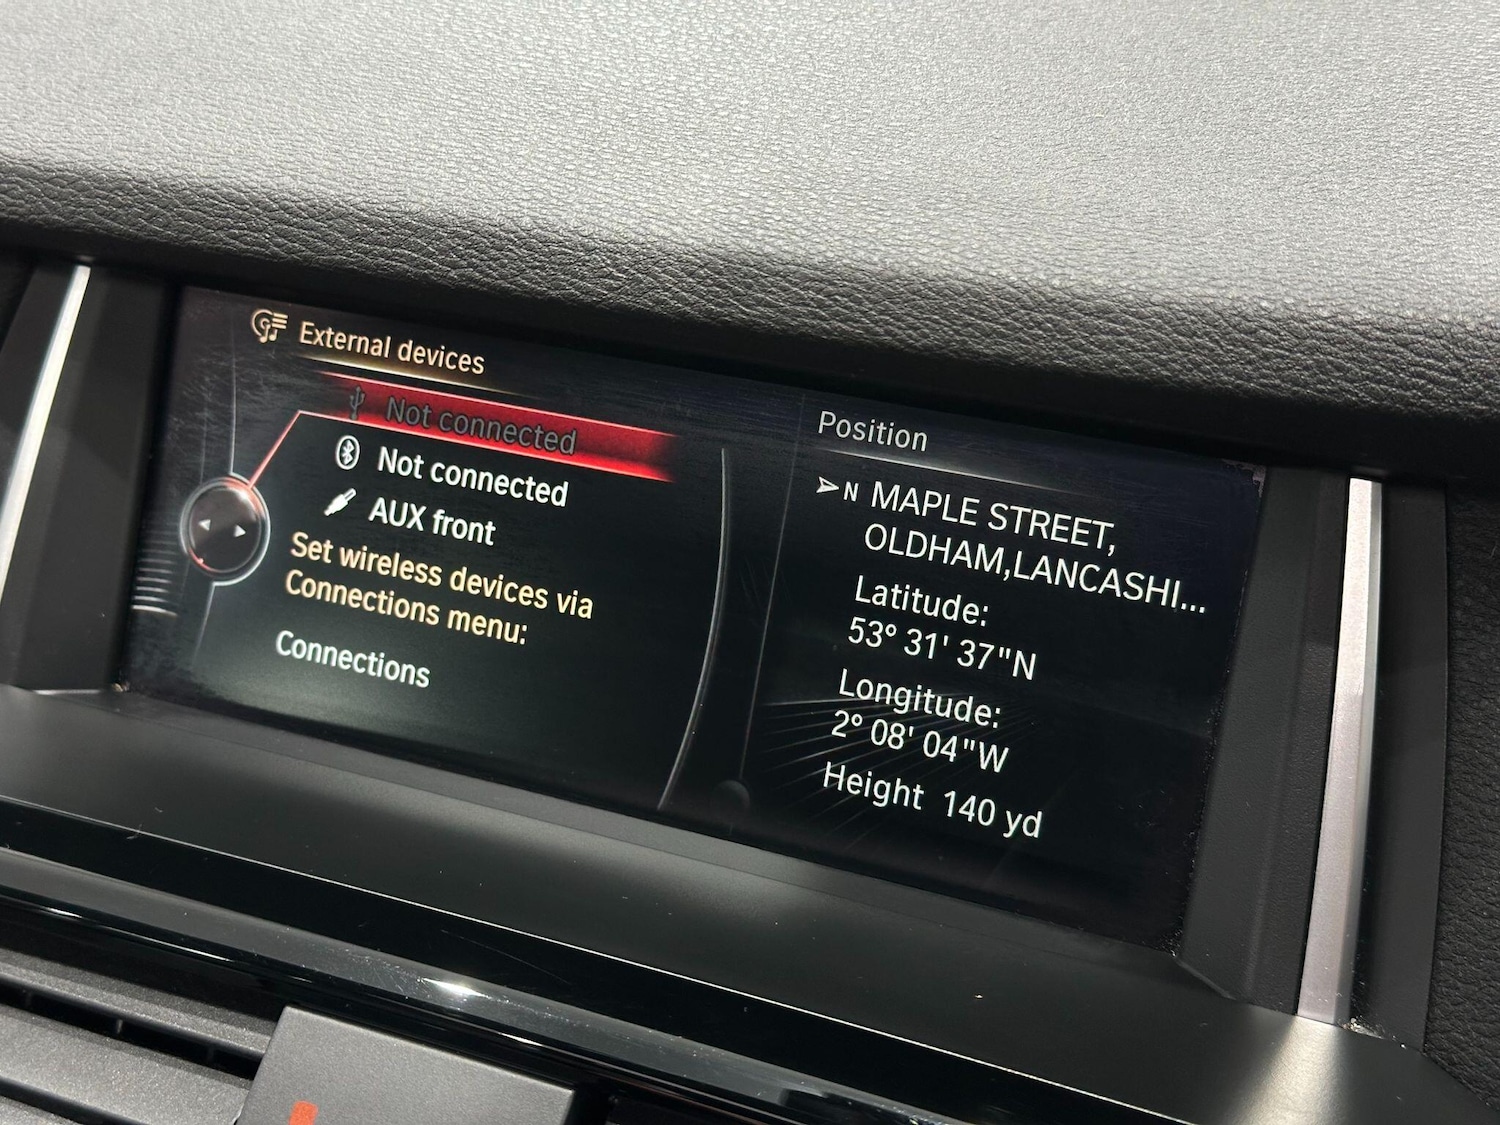 External devices
Not connected
Not connected
AUX front
Set wireless devices via
Connections menu:
Connections
Position
N MAPLE STREET,
OLDHAM,LANCASHI...
Latitude:
53° 31' 37"N
Longitude:
2° 08' 04"W
Height 140 yd